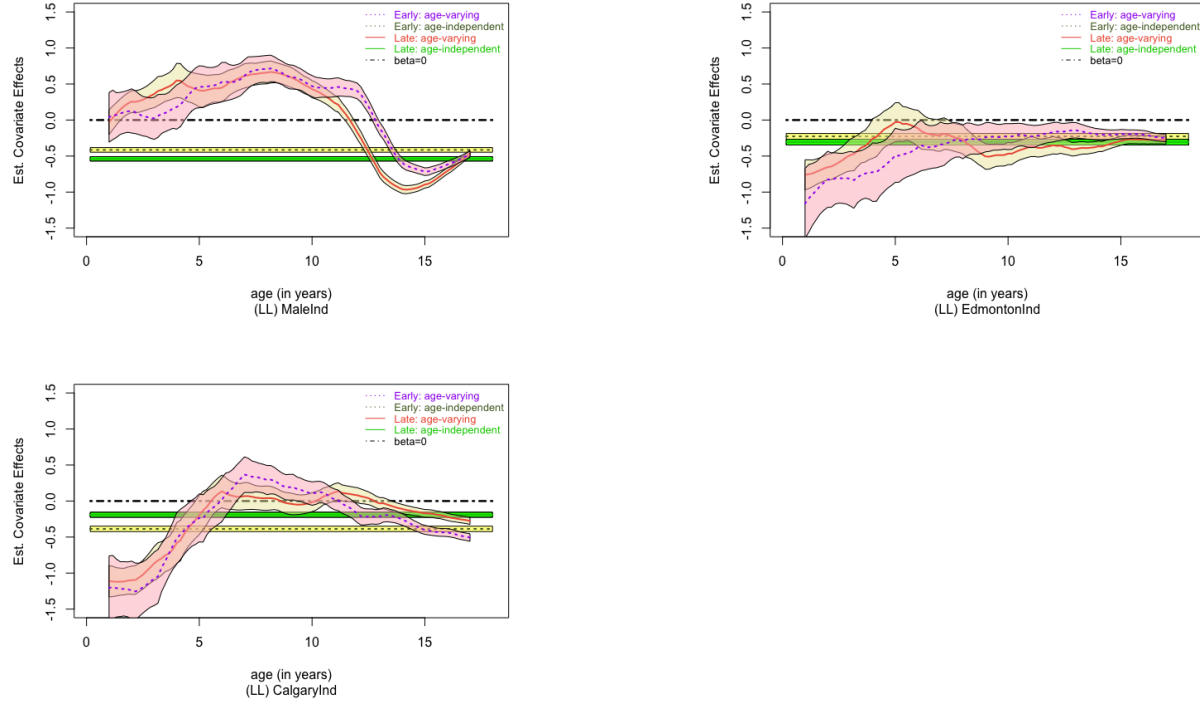 Early: age-varying
Early: age-independent
Late: age-varying
Late: age-independent
beta=0
Est. Covariate Effects
1.5
1.0
0.5
0.0
-0.5
-1.0
-1.5
0 5 10 15
age (in years)
(LL) MaleInd
Early: age-varying
Early: age-independent
Late: age-varying
Late: age-independent
beta=0
Est. Covariate Effects
1.5
1.0
0.5
0.0
-0.5
-1.0
-1.5
0 5 10 15
age (in years)
(LL) EdmontonInd
Early: age-varying
Early: age-independent
Late: age-varying
Late: age-independent
beta=0
Est. Covariate Effects
1.5
1.0
0.5
0.0
-0.5
-1.0
-1.5
0 5 10 15
age (in years)
(LL) CalgaryInd